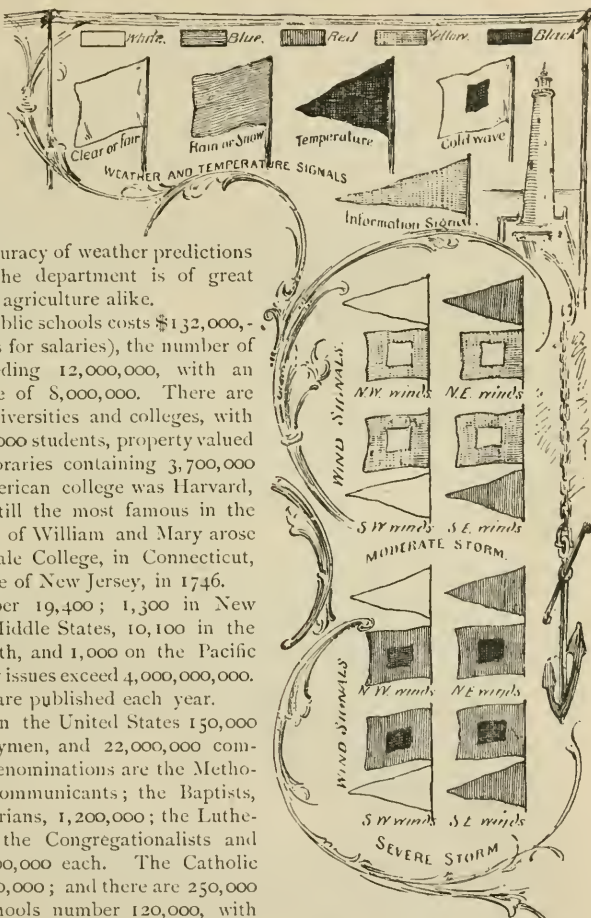 White. Blue. Red Yellow. Black
Clear or fair Rain or Snow Temperature Cold wave
WEATHER AND TEMPERATURE SIGNALS
Information Signal.
uracy of weather predictions
he department is of great
agriculture alike.
blic schools costs $132,000,-
s for salaries), the number of
ding 12,000,000, with an
e of 8,000,000. There are
iversities and colleges, with
000 students, property valued
oraries containing 3,700,000
erican college was Harvard,
till the most famous in the
of William and Mary arose
ale College, in Connecticut,
e of New Jersey, in 1746.
er 19,400; 1,300 in New
Middle States, 10,100 in the
th, and 1,000 on the Pacific
issues exceed 4,000,000,000.
are published each year.
n the United States 150,000
ymen, and 22,000,000 com-
enominations are the Metho-
ommunicants; the Baptists,
rians, 1,200,000; the Luthe-
the Congregationalists and
00,000 each. The Catholic
0,000; and there are 250,000
hools number 120,000, with
WIND SIGNALS.
N.W. winds N.E. winds
S W winds S.E. winds
MODERATE STORM.
WIND SIGNALS
N.W. winds N.E winds
S W winds S.E. winds
SEVERE STORM